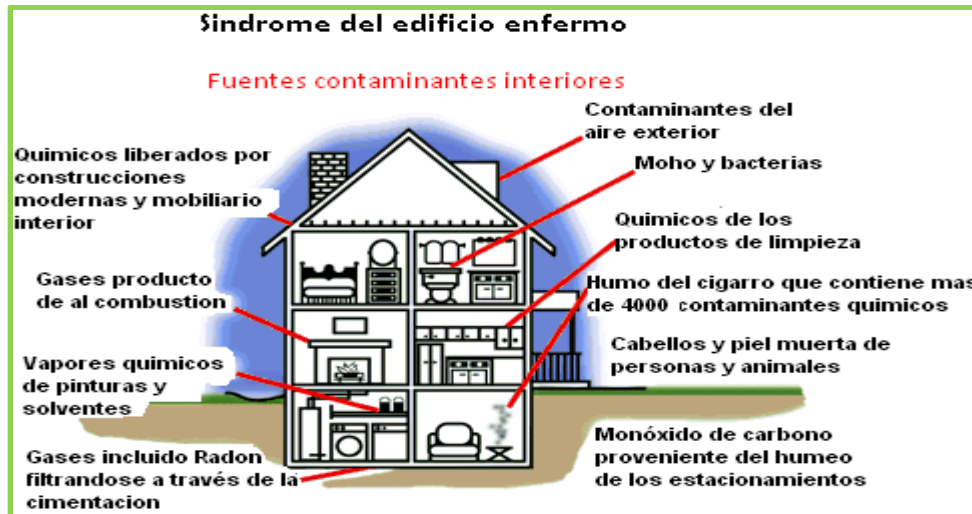 Sindrome del edificio enfermo
Fuentes contaminantes interiores
Quimicos liberados por
construcciones
modernas y mobiliario
interior
Gases producto
de al combustion
Vapores quimicos
de pinturas y
solventes
Gases incluido Radon
filtrandose a través de la
cimentacion
Contaminantes del
aire exterior
Moho y bacterias
Quimicos de los
productos de limpieza
Humo del cigarro que contiene mas
de 4000 contaminantes quimicos
Cabellos y piel muerta de
personas y animales
Monóxido de carbono
proveniente del humeo
de los estacionamientos